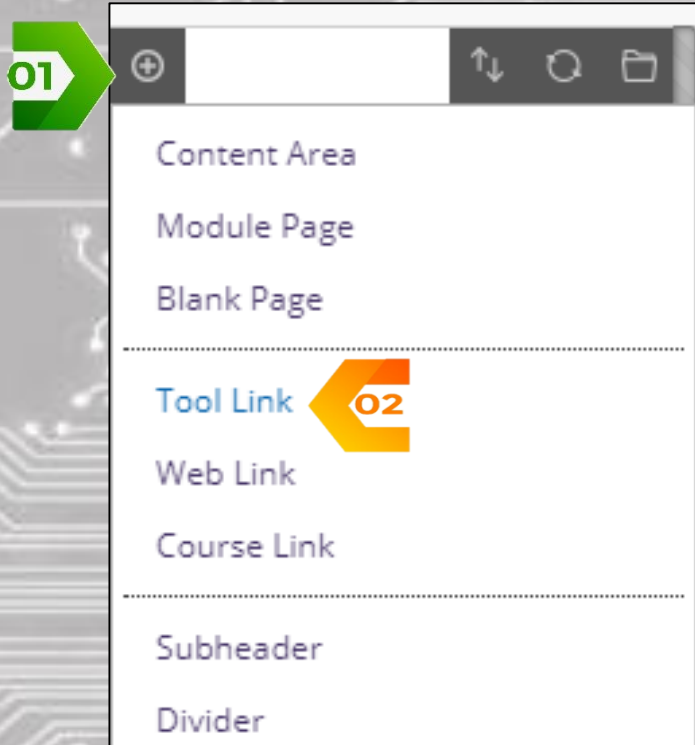 01
Content Area
Module Page
Blank Page
Tool Link 02
Web Link
Course Link
Subheader
Divider